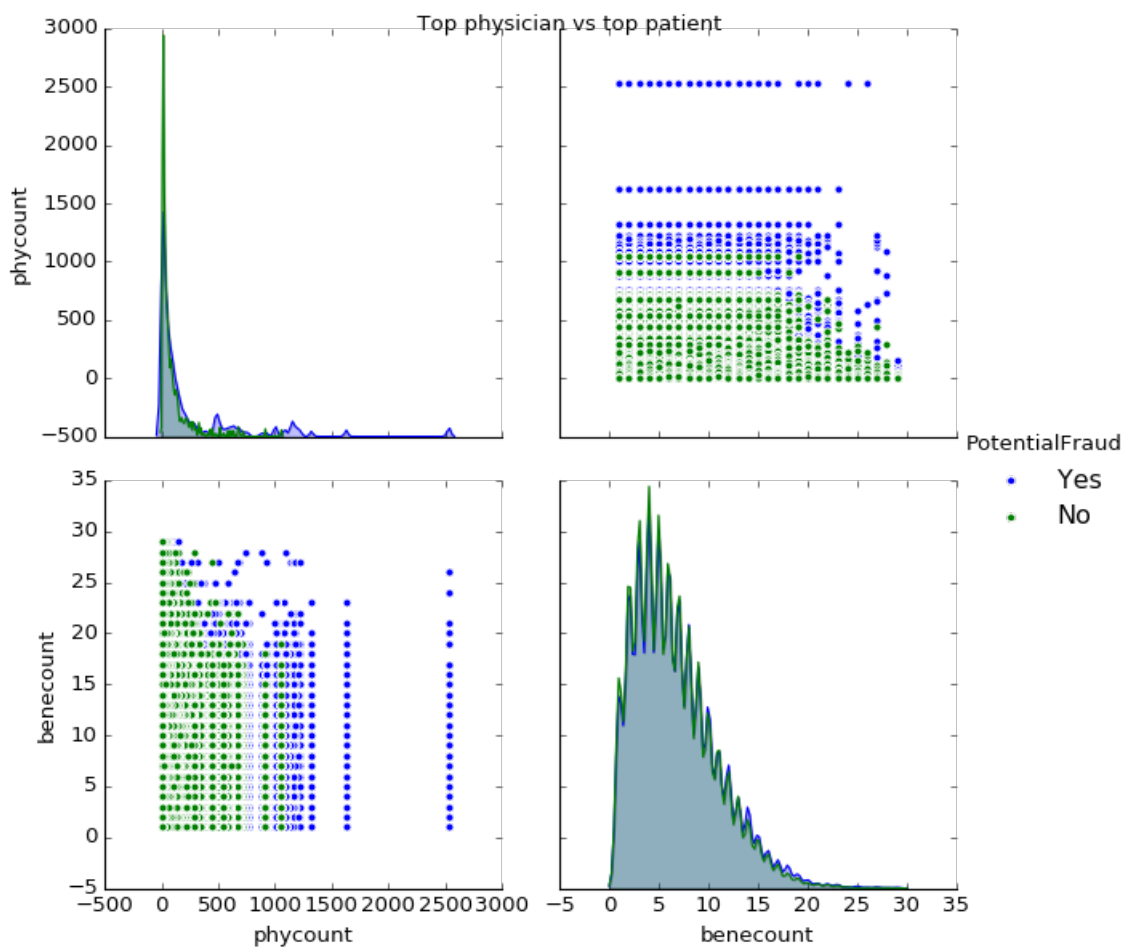 Top physician vs top patient
3000
2500
2000
1500
1000
500
0
−500
phycount
PotentialFraud
Yes
No
35
30
25
20
15
10
5
0
−5
benecount
−500 0 500 1000 1500 2000 2500 3000
phycount
−5 0 5 10 15 20 25 30 35
benecount